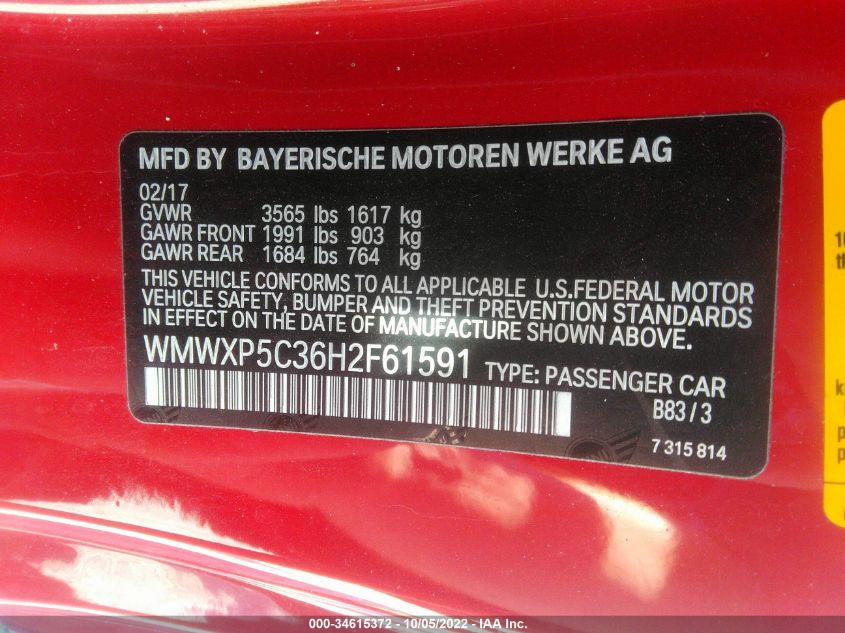 MFD BY BAYERISCHE MOTOREN WERKE AG
02/17
GVWR 3565 lbs 1617 kg
GAWR FRONT 1991 lbs 903 kg
GAWR REAR 1684 lbs 764 kg
THIS VEHICLE CONFORMS TO ALL APPLICABLE U.S.FEDERAL MOTOR
VEHICLE SAFETY, BUMPER AND THEFT PREVENTION STANDARDS
IN EFFECT ON THE DATE OF MANUFACTURE SHOWN ABOVE.
WMWXP5C36H2F61591 TYPE: PASSENGER CAR
B83/3
7 315 814
000-34615372 - 10/05/2022 - IAA Inc.